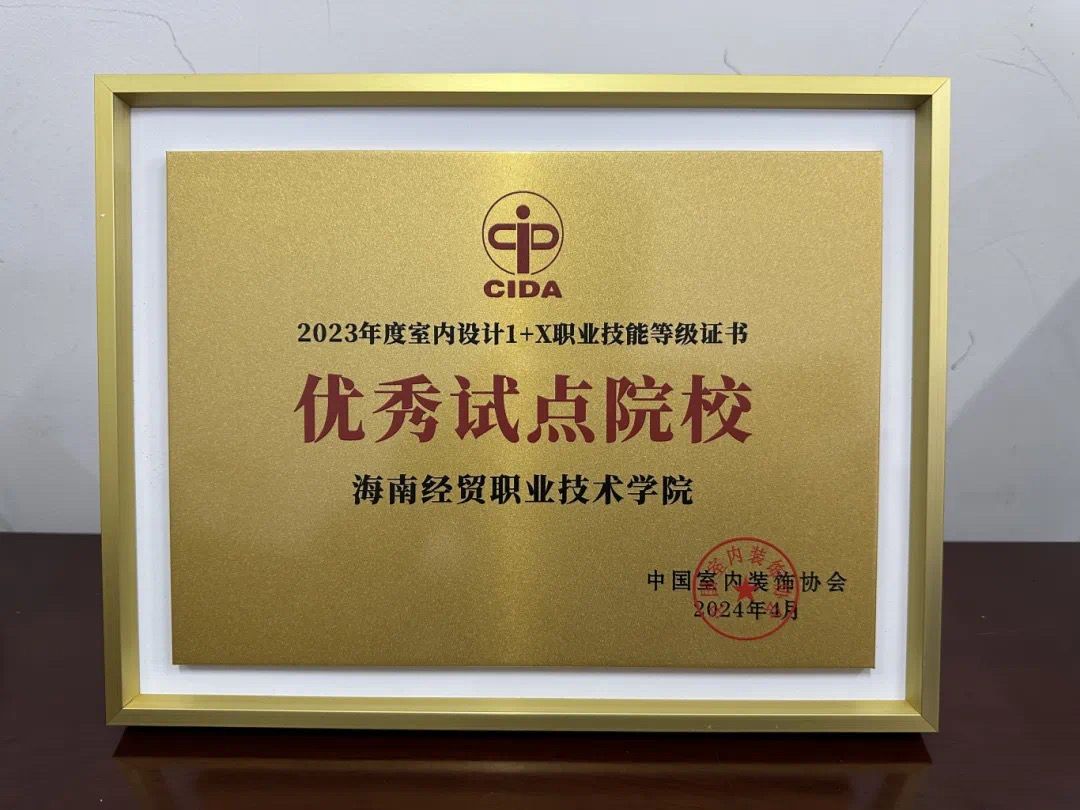 CIDA
2023年度室内设计1+X职业技能等级证书
优秀试点院校
海南经贸职业技术学院
中国室内装饰协会
2024年4月